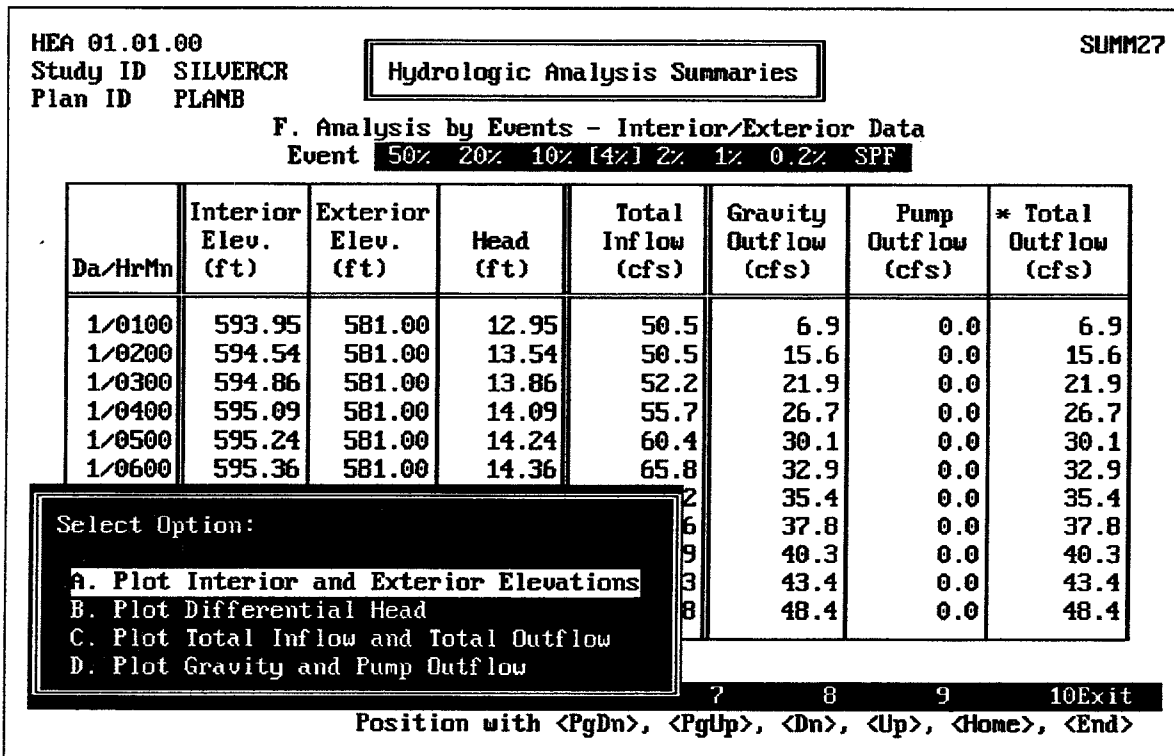 HEA 01.01.00 SUMM27
Study ID SILVERCR Hydrologic Analysis Summaries
Plan ID PLANB
F. Analysis by Events - Interior/Exterior Data
Event 50% 20% 10% [4%] 2% 1% 0.2% SPF
Interior Exterior Total Gravity Pump * Total
Elev. Elev. Head Inflow Outflow Outflow Outflow
Da/HrMn (ft) (ft) (ft) (cfs) (cfs) (cfs) (cfs)
1/0100 593.95 581.00 12.95 50.5 6.9 0.0 6.9
1/0200 594.54 581.00 13.54 50.5 15.6 0.0 15.6
1/0300 594.86 581.00 13.86 52.2 21.9 0.0 21.9
1/0400 595.09 581.00 14.09 55.7 26.7 0.0 26.7
1/0500 595.24 581.00 14.24 60.4 30.1 0.0 30.1
1/0600 595.36 581.00 14.36 65.8 32.9 0.0 32.9
2 35.4 0.0 35.4
Select Option: 6 37.8 0.0 37.8
9 40.3 0.0 40.3
A. Plot Interior and Exterior Elevations 3 43.4 0.0 43.4
B. Plot Differential Head 8 48.4 0.0 48.4
C. Plot Total Inflow and Total Outflow
D. Plot Gravity and Pump Outflow
7 8 9 10Exit
Position with <PgDn>, <PgUp>, <Dn>, <Up>, <Home>, <End>